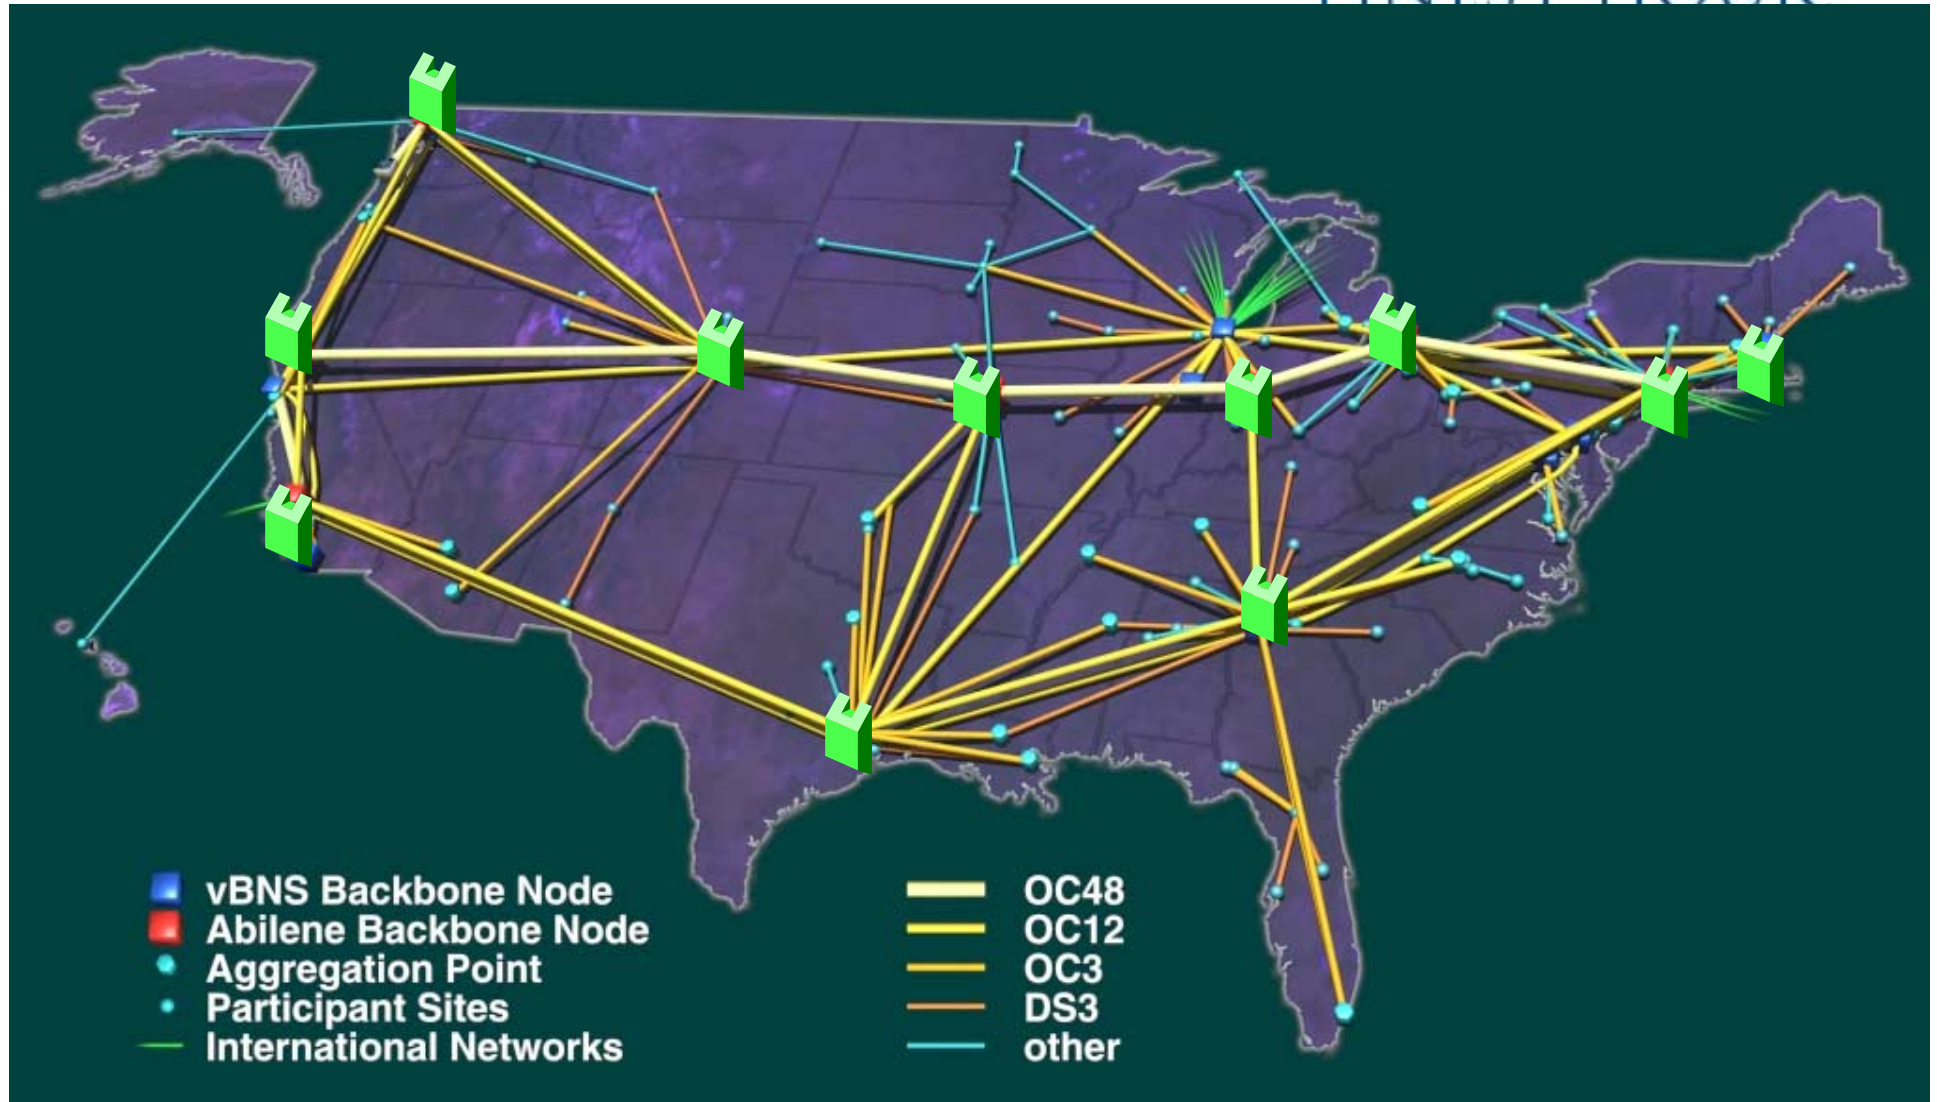 vBNS Backbone Node
Abilene Backbone Node
Aggregation Point
Participant Sites
International Networks
OC48
OC12
OC3
DS3
other